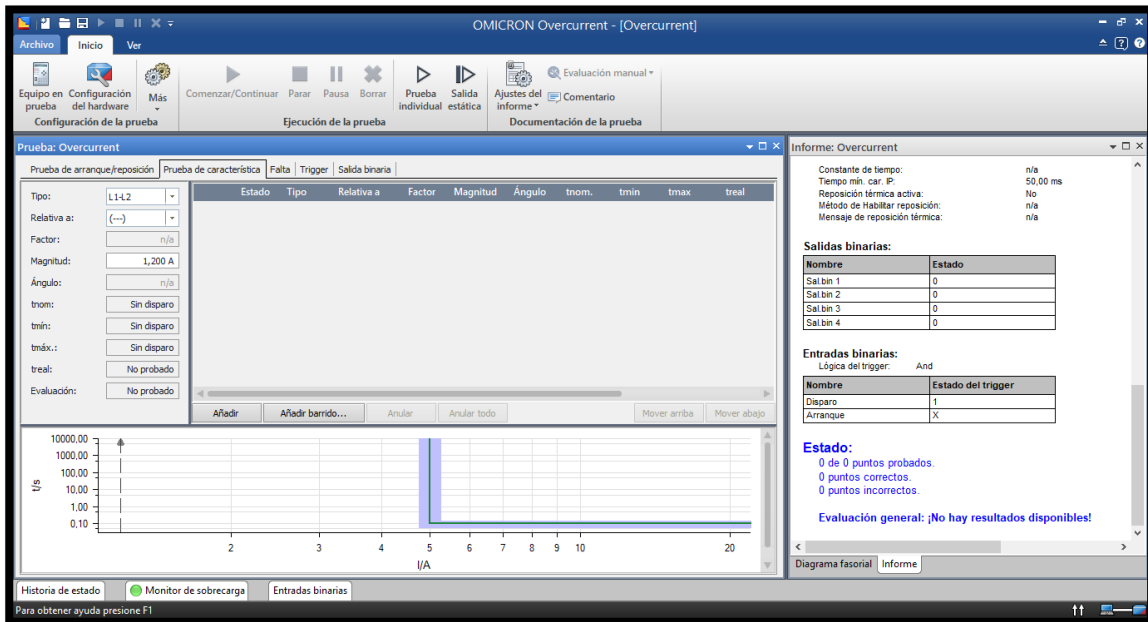 OMICRON Overcurrent - [Overcurrent]
Archivo Inicio Ver
Equipo en prueba
Configuración del hardware
Más
Configuración de la prueba
Comenzar/Continuar Parar Pausa Borrar
Prueba individual
Salida estática
Ejecución de la prueba
Ajustes del informe
Evaluación manual
Comentario
Documentación de la prueba
Prueba: Overcurrent
Prueba de arranque/reposición Prueba de característica Falta Trigger Salida binaria
Tipo: L1-L2
Relativa a: (---)
Factor: n/a
Magnitud: 1,200 A
Ángulo: n/a
tnom: Sin disparo
tmín: Sin disparo
tmáx.: Sin disparo
treal: No probado
Evaluación: No probado
Estado Tipo Relativa a Factor Magnitud Ángulo tnom. tmin tmax treal
Añadir Añadir barrido... Anular Anular todo Mover arriba Mover abajo
t/s
10000,00
1000,00
100,00
10,00
1,00
0,10
2 3 4 5 6 7 8 9 10 20
I/A
Informe: Overcurrent
Constante de tiempo: n/a
Tiempo mín. car. IP: 50,00 ms
Reposición térmica activa: No
Método de Habilitar reposición: n/a
Mensaje de reposición térmica: n/a
Salidas binarias:
Nombre Estado
Sal.bin 1 0
Sal.bin 2 0
Sal.bin 3 0
Sal.bin 4 0
Entradas binarias:
Lógica del trigger: And
Nombre Estado del trigger
Disparo 1
Arranque X
Estado:
0 de 0 puntos probados.
0 puntos correctos.
0 puntos incorrectos.
Evaluación general: ¡No hay resultados disponibles!
Diagrama fasorial Informe
Historia de estado Monitor de sobrecarga Entradas binarias
Para obtener ayuda presione F1